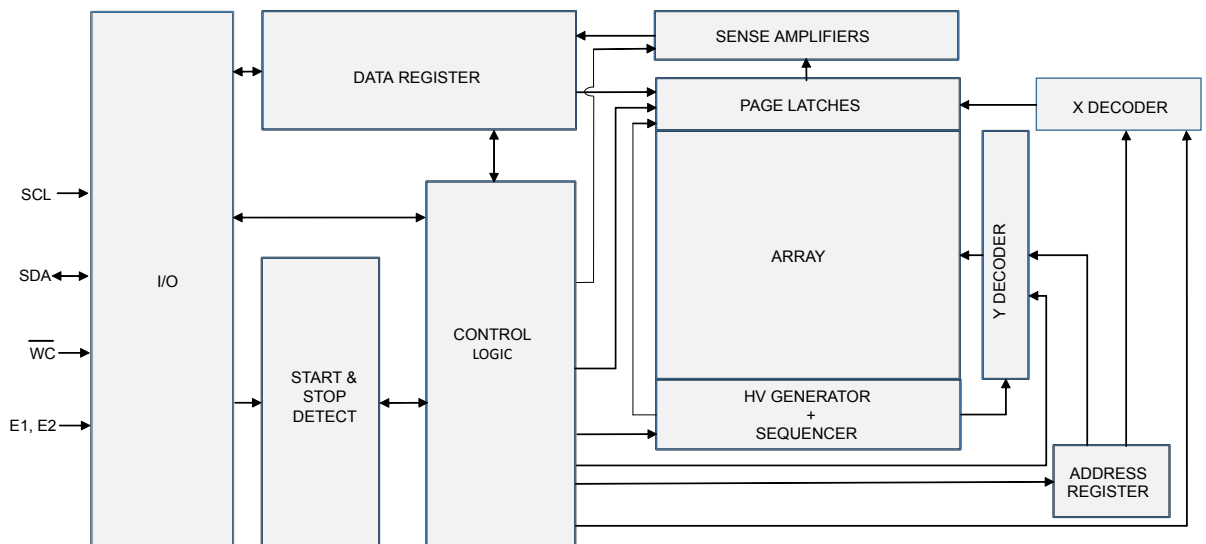 SENSE AMPLIFIERS
DATA REGISTER
PAGE LATCHES
X DECODER
SCL
SDA
I/O
W̅C̅
E1, E2
START &
STOP
DETECT
CONTROL
LOGIC
ARRAY
Y DECODER
HV GENERATOR
+
SEQUENCER
ADDRESS
REGISTER